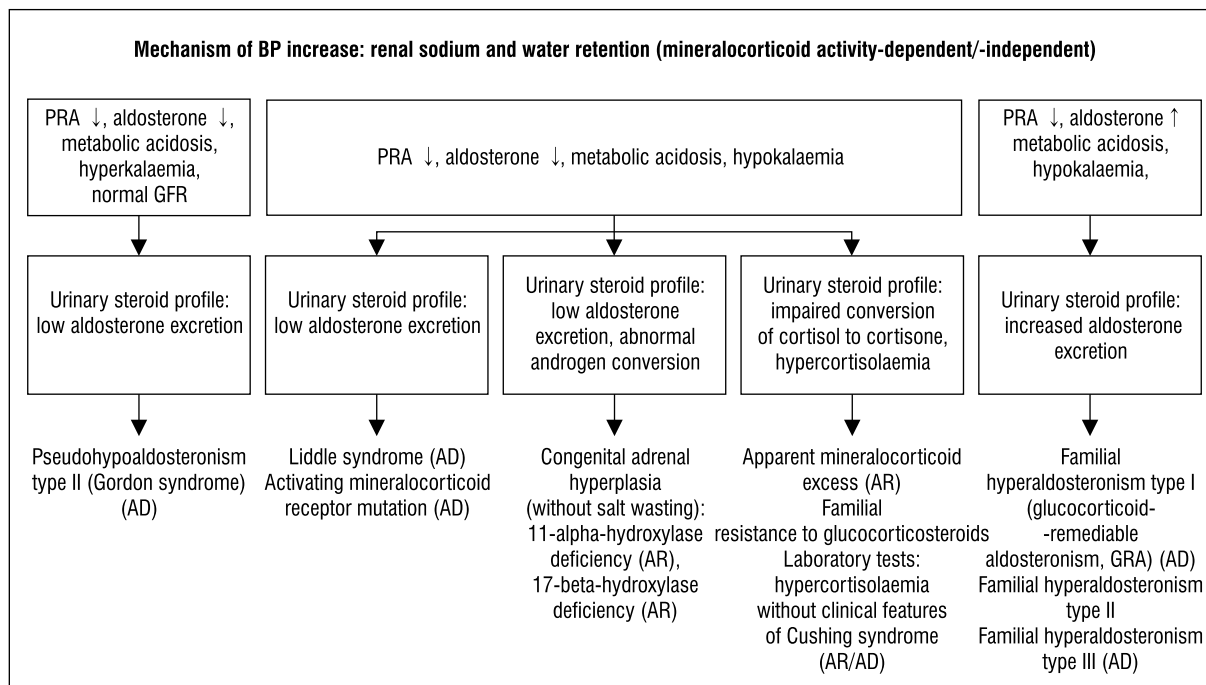 Mechanism of BP increase: renal sodium and water retention (mineralocorticoid activity-dependent/-independent)
PRA ↓, aldosterone ↓,
metabolic acidosis,
hyperkalaemia,
normal GFR
PRA ↓, aldosterone ↓, metabolic acidosis, hypokalaemia
PRA ↓, aldosterone ↑
metabolic acidosis,
hypokalaemia,
Urinary steroid profile:
low aldosterone excretion
Urinary steroid profile:
low aldosterone excretion
Urinary steroid profile:
low aldosterone
excretion, abnormal
androgen conversion
Urinary steroid profile:
impaired conversion
of cortisol to cortisone,
hypercortisolaemia
Urinary steroid profile:
increased aldosterone
excretion
Pseudohypoaldosteronism
type II (Gordon syndrome)
(AD)
Liddle syndrome (AD)
Activating mineralocorticoid
receptor mutation (AD)
Congenital adrenal
hyperplasia
(without salt wasting):
11-alpha-hydroxylase
deficiency (AR),
17-beta-hydroxylase
deficiency (AR)
Apparent mineralocorticoid
excess (AR)
Familial
resistance to glucocorticosteroids
Laboratory tests:
hypercortisolaemia
without clinical features
of Cushing syndrome
(AR/AD)
Familial
hyperaldosteronism type I
(glucocorticoid-
-remediable
aldosteronism, GRA) (AD)
Familial hyperaldosteronism
type II
Familial hyperaldosteronism
type III (AD)